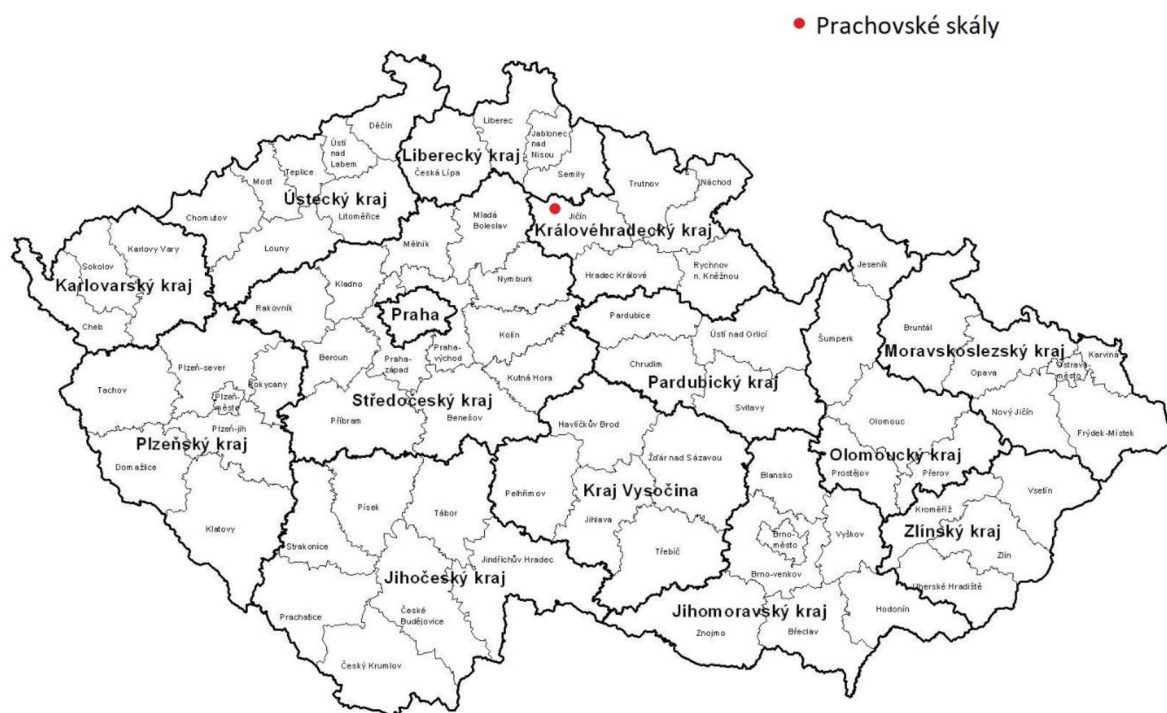 Prachovské skály
Děčín
Liberec
Ústí
nad
Labem
Jablonec
nad
Nisou
Liberecký kraj
Česká Lípa
Semily
Teplice
Most
Ústecký kraj
Trutnov
Náchod
Chomutov
Litoměřice
Mladá
Boleslav
Jičín
Královéhradecký kraj
Karlovy Vary
Louny
Mělník
Sokolov
Karlovarský kraj
Kladno
Nymburk
Hradec Králové
Rychnov
n. Kněžnou
Jeseník
Rakovník
Praha
Cheb
Pardubice
Ústí nad Orlicí
Šumperk
Bruntál
Moravskoslezský kraj
Karviná
Ostrava-
město
Opava
Kolín
Beroun
Praha-
západ
Praha-
východ
Plzeň-sever
Rokycany
Tachov
Chrudim
Pardubický kraj
Kutná Hora
Plzeň-
město
Středočeský kraj
Svitavy
Příbram
Benešov
Nový Jičín
Havlíčkův Brod
Olomouc
Frýdek-Místek
Plzeň-jih
Plzeňský kraj
Domažlice
Žďár nad Sázavou
Olomoucký kraj
Prostějov
Přerov
Blansko
Pelhřimov
Kraj Vysočina
Vsetín
Písek
Tábor
Kroměříž
Klatovy
Jihlava
Zlínský kraj
Brno-
město
Vyškov
Strakonice
Třebíč
Zlín
Jindřichův Hradec
Jihočeský kraj
Brno-venkov
Uherské Hradiště
Prachatice
České
Budějovice
Jihomoravský kraj
Hodonín
Znojmo
Břeclav
Český Krumlov